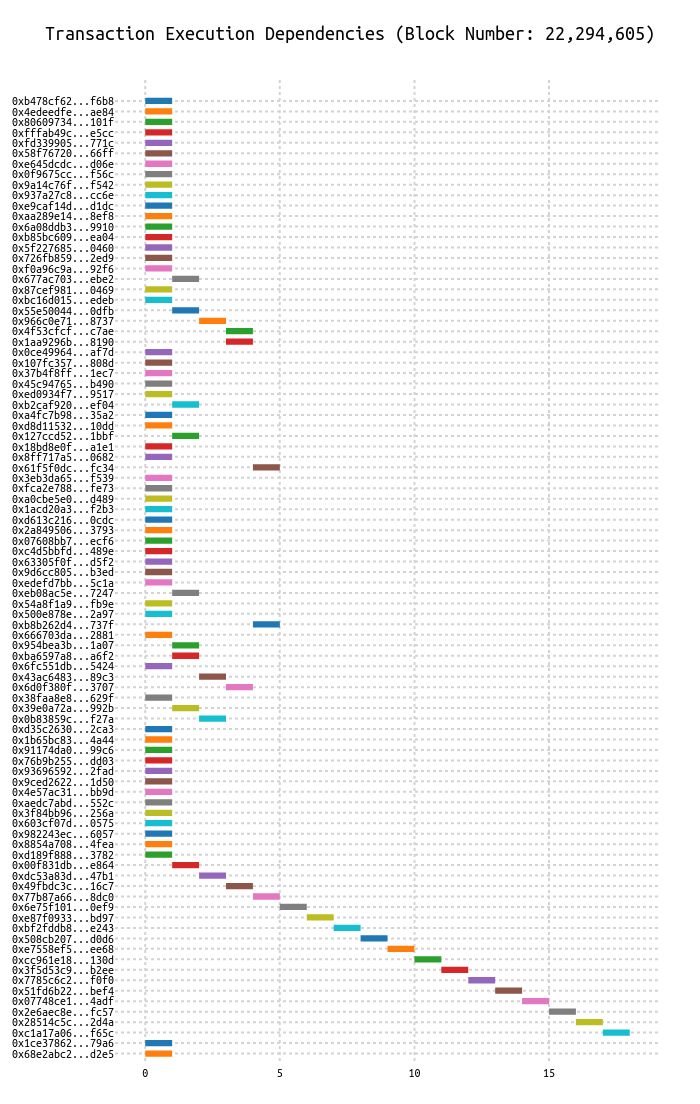 Transaction Execution Dependencies (Block Number: 22,294,605)
0xb478cf62...f6b8
0x4edeedfe...ae84
0x80609734...101f
0xfffab49c...e5cc
0xfd339905...771c
0x58f76720...66ff
0xe645dcdc...d06e
0x0f9675cc...f56c
0x9a14c76f...f542
0x937a27c8...cc6e
0xe9caf14d...d1dc
0xaa289e14...8ef8
0x6a08ddb3...9910
0xb85bc609...ea04
0x5f227685...0460
0x726fb859...2ed9
0xf0a96c9a...92f6
0x677ac703...ebe2
0x87cef981...0469
0xbc16d015...edeb
0x55e50044...0dfb
0x966c0e71...8737
0x4f53cfcf...c7ae
0x1aa9296b...8190
0x0ce49964...af7d
0x107fc357...808d
0x37b4f8ff...1ec7
0x45c94765...b490
0xed0934f7...9517
0xb2caf920...ef04
0xa4fc7b98...35a2
0xd8d11532...10dd
0x127ccd52...1bbf
0x18bd8e0f...a1e1
0x8ff717a5...0682
0x61f5f0dc...fc34
0x3eb3da65...f539
0xfca2e788...fe73
0xa0cbe5e0...d489
0x1acd20a3...f2b3
0xd613c216...0cdc
0x2a849506...3793
0x07608bb7...ecf6
0xc4d5bbfd...489e
0x63305f0f...d5f2
0x9d6cc805...b3ed
0xedefd7bb...5c1a
0xeb08ac5e...7247
0x54a8f1a9...fb9e
0x500e878e...2a97
0xb8b262d4...737f
0x666703da...2881
0x954bea3b...1a07
0xba6597a8...a6f2
0x6fc551db...5424
0x43ac6483...89c3
0x6d0f380f...3707
0x38faa8e8...629f
0x39e0a72a...992b
0x0b83859c...f27a
0xd35c2630...2ca3
0x1b65bc83...4a44
0x91174da0...99c6
0x76b9b255...dd03
0x93696592...2fad
0x9ced2622...1d50
0x4e57ac31...bb9d
0xaedc7abd...552c
0x3f84bb96...256a
0x603cf07d...0575
0x982243ec...6057
0x8854a708...4fea
0xd189f888...3782
0x00f831db...e864
0xdc53a83d...47b1
0x49fbdc3c...16c7
0x77b87a66...8dc0
0x6e75f101...0ef9
0xe87f0933...bd97
0xbf2fddb8...e243
0x508cb207...d0d6
0xe7558ef5...ee68
0xcc961e18...130d
0x3f5d53c9...b2ee
0x7785c6c2...f0f0
0x51fd6b22...bef4
0x07748ce1...4adf
0x2e6aec8e...fc57
0x28514c5c...2d4a
0xc1a17a06...f65c
0x1ce37862...79a6
0x68e2abc2...d2e5
0 5 10 15